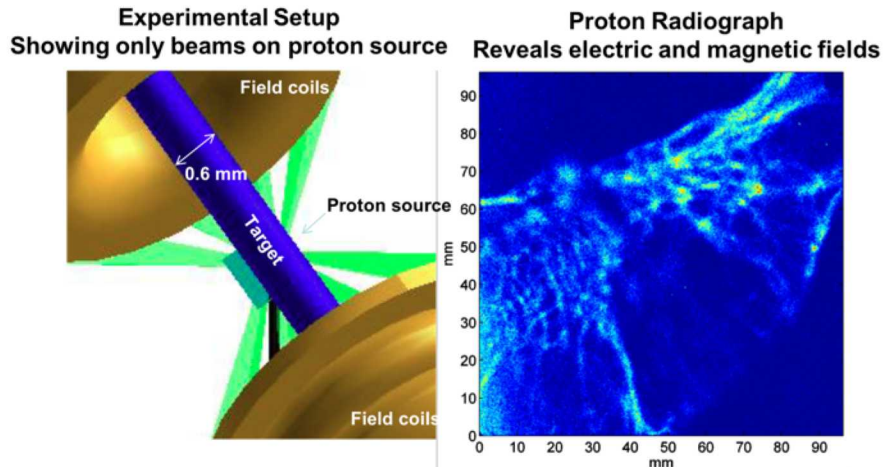 Experimental Setup
Showing only beams on proton source
Field coils
0.6 mm
Proton source
Target
Field coils
Proton Radiograph
Reveals electric and magnetic fields
90
80
70
60
50
40
30
20
10
0
mm
0 10 20 30 40 50 60 70 80 90
mm